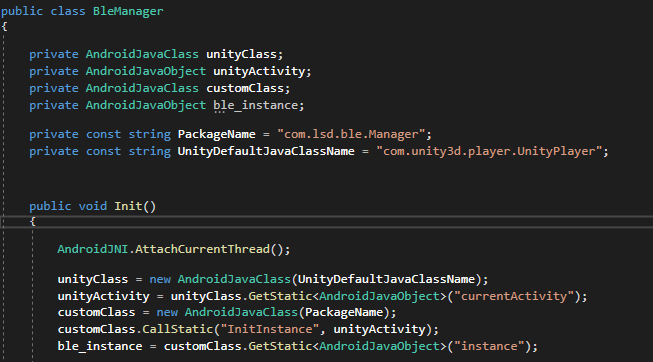 public class BleManager
{
private AndroidJavaClass unityClass;
private AndroidJavaObject unityActivity;
private AndroidJavaClass customClass;
private AndroidJavaObject ble_instance;
private const string PackageName = "com.lsd.ble.Manager";
private const string UnityDefaultJavaClassName = "com.unity3d.player.UnityPlayer";
public void Init()
{
AndroidJNI.AttachCurrentThread();
unityClass = new AndroidJavaClass(UnityDefaultJavaClassName);
unityActivity = unityClass.GetStatic<AndroidJavaObject>("currentActivity");
customClass = new AndroidJavaClass(PackageName);
customClass.CallStatic("InitInstance", unityActivity);
ble_instance = customClass.GetStatic<AndroidJavaObject>("instance");